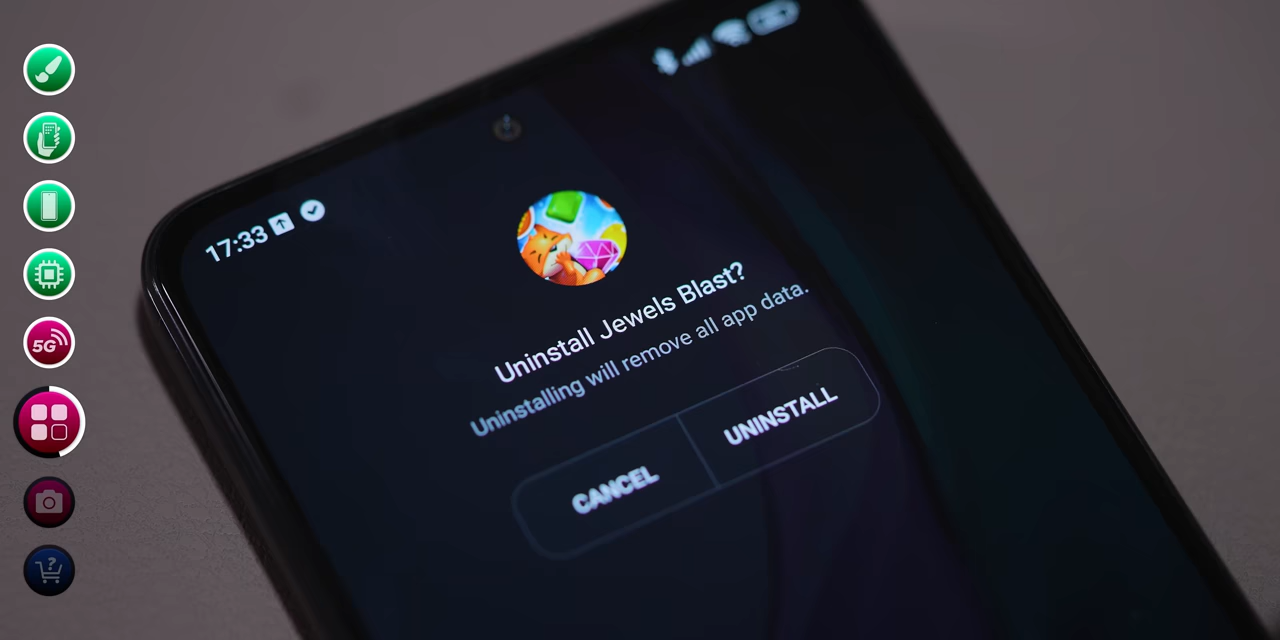 17:33
Uninstall Jewels Blast?
Uninstalling will remove all app data.
CANCEL
UNINSTALL
5G
?